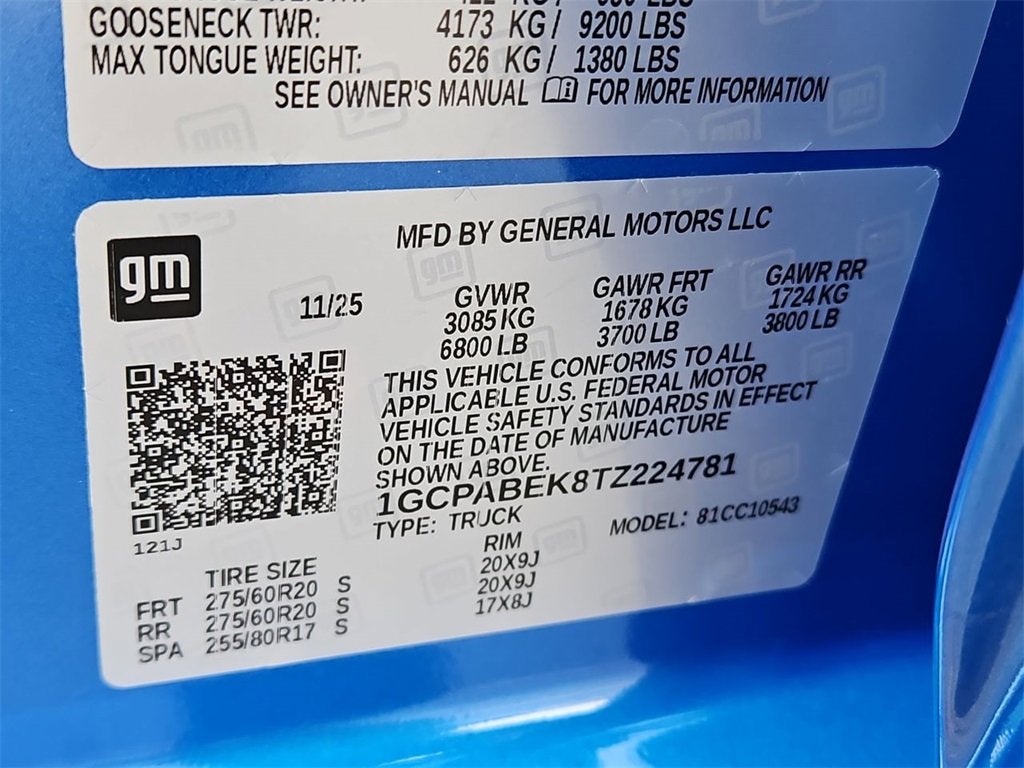 GOOSENECK TWR: 4173 KG / 9200 LBS
MAX TONGUE WEIGHT: 626 KG / 1380 LBS
SEE OWNER'S MANUAL FOR MORE INFORMATION
gm
MFD BY GENERAL MOTORS LLC
11/25
GVWR GAWR FRT GAWR RR
3085 KG 1678 KG 1724 KG
6800 LB 3700 LB 3800 LB
THIS VEHICLE CONFORMS TO ALL
APPLICABLE U.S. FEDERAL MOTOR
VEHICLE SAFETY STANDARDS IN EFFECT
ON THE DATE OF MANUFACTURE
SHOWN ABOVE.
1GCPABEK8TZ224781
TYPE: TRUCK MODEL: 81CC10543
121J
TIRE SIZE RIM
FRT 275/60R20 S 20X9J
RR 275/60R20 S 20X9J
SPA 255/80R17 S 17X8J